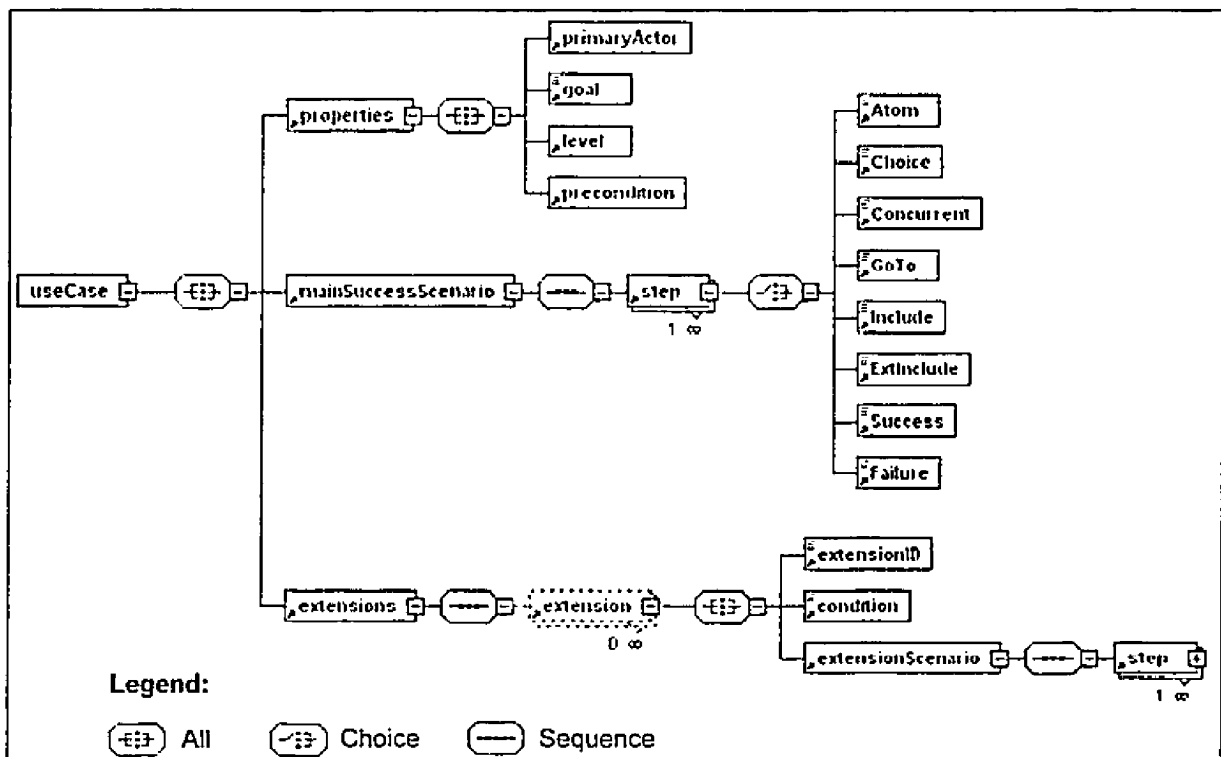 primaryActor
goal
properties
level
precondition
Atom
Choice
Concurrent
GoTo
useCase
mainSuccessScenario
step
1 ∞
Include
ExtInclude
Success
Failure
extensionID
extensions
extension
0 ∞
condition
extensionScenario
step
1 ∞
Legend:
All Choice Sequence